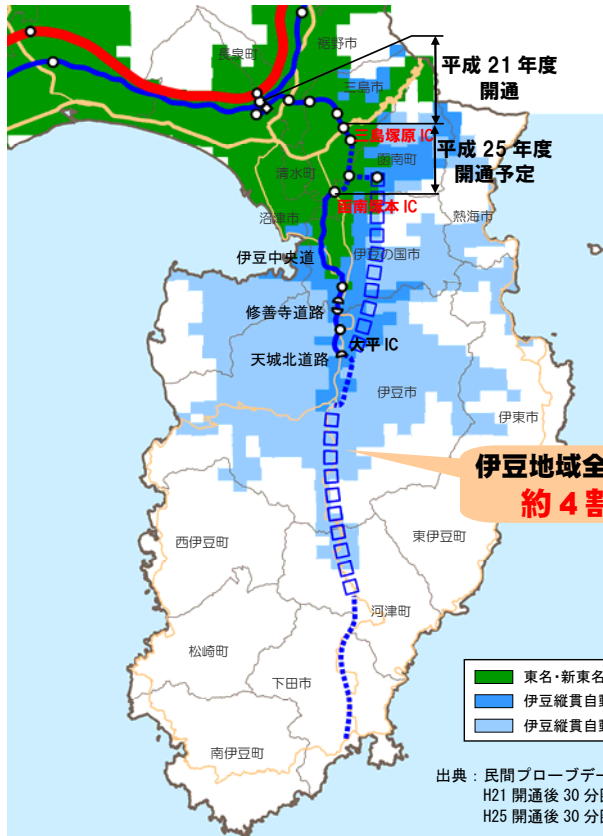 裾野市
長泉町
平成 21 年度
開通
三島市
三島塚原 IC
平成 25 年度
開通予定
函南町
清水町
函南塚本 IC
沼津市
熱海市
伊豆中央道
伊豆の国市
修善寺道路
大平 IC
天城北道路
伊豆市
伊東市
伊豆地域全
約 4 割
西伊豆町
東伊豆町
河津町
松崎町
下田市
東名・新東名
伊豆縦貫自動
伊豆縦貫自動
南伊豆町
出典 : 民間プローブデー
H21 開通後 30 分
H25 開通後 30 分